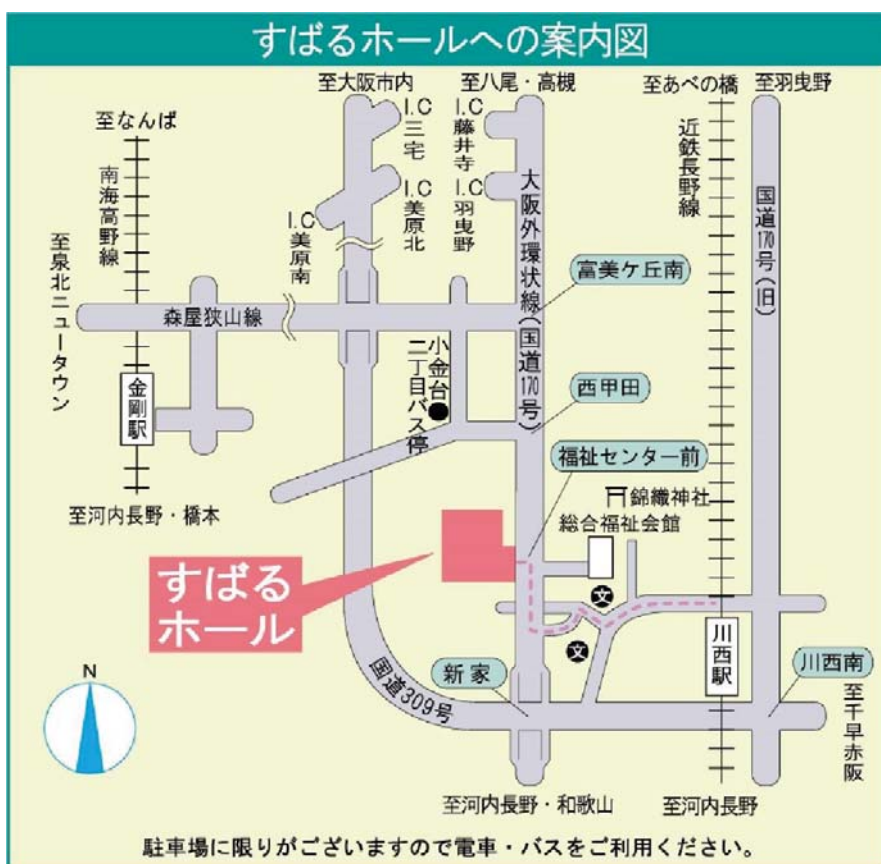 すばるホールへの案内図
至大阪市内
至八尾・高槻
至あべの橋
至羽曳野
至なんば
I.C三宅
I.C藤井寺
I.C美原北
I.C羽曳野
I.C美原南
南海高野線
近鉄長野線
大阪外環状線(国道170号)
国道170号(旧)
至泉北ニュータウン
森屋狭山線
富美ケ丘南
小金台
二丁目バス停
西甲田
金剛駅
福祉センター前
錦織神社
総合福祉会館
至河内長野・橋本
すばる
ホール
文
文
川西駅
新家
川西南
国道309号
至千早赤阪
N
至河内長野・和歌山
至河内長野
駐車場に限りがございますので電車・バスをご利用ください。